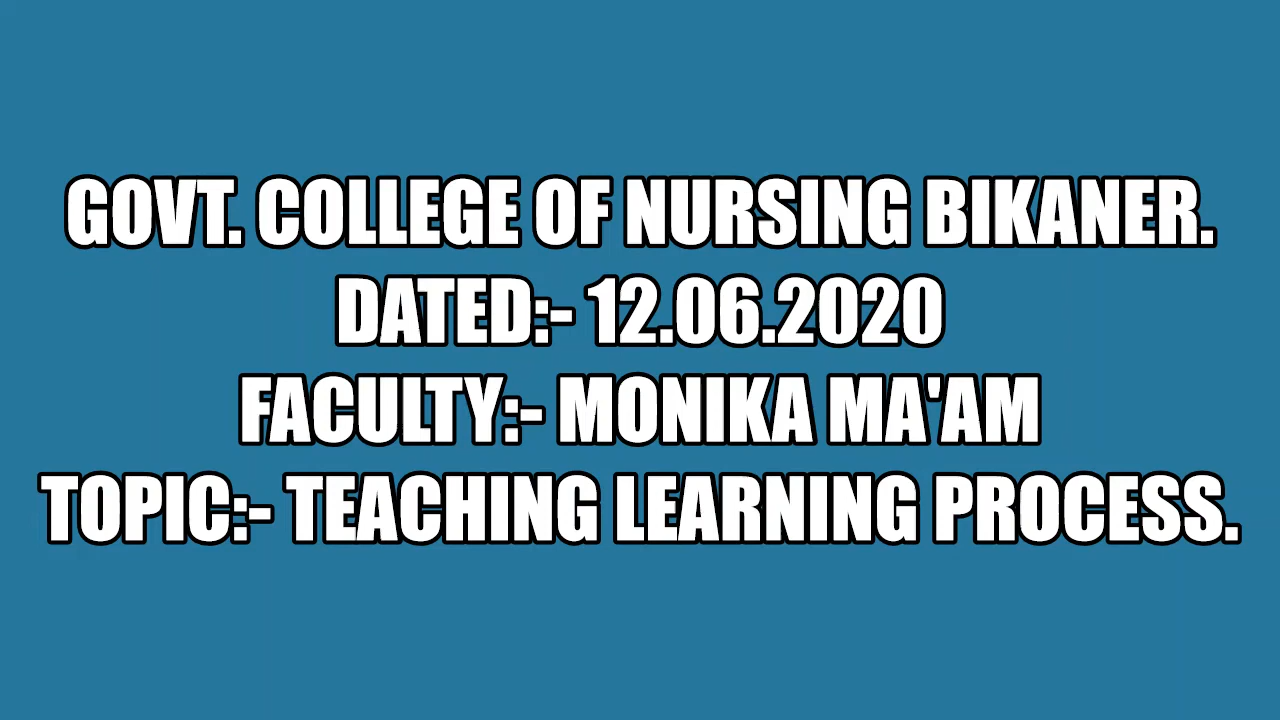 GOVT. COLLEGE OF NURSING BIKANER.
DATED:- 12.06.2020
FACULTY:- MONIKA MA'AM
TOPIC:- TEACHING LEARNING PROCESS.